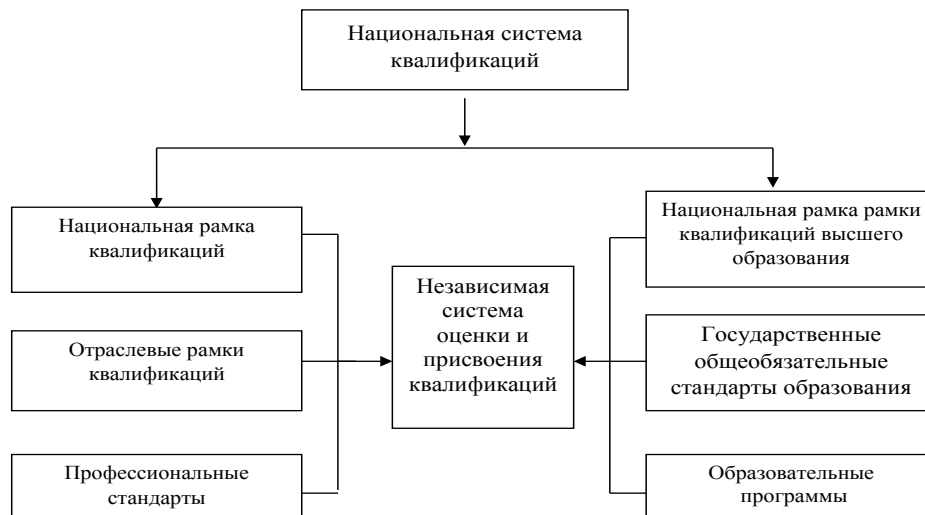 Национальная система
квалификаций
Национальная рамка
квалификаций
Национальная рамка рамки
квалификаций высшего
образования
Независимая
система
оценки и
присвоения
квалификаций
Отраслевые рамки
квалификаций
Государственные
общеобязательные
стандарты образования
Профессиональные
стандарты
Образовательные
программы